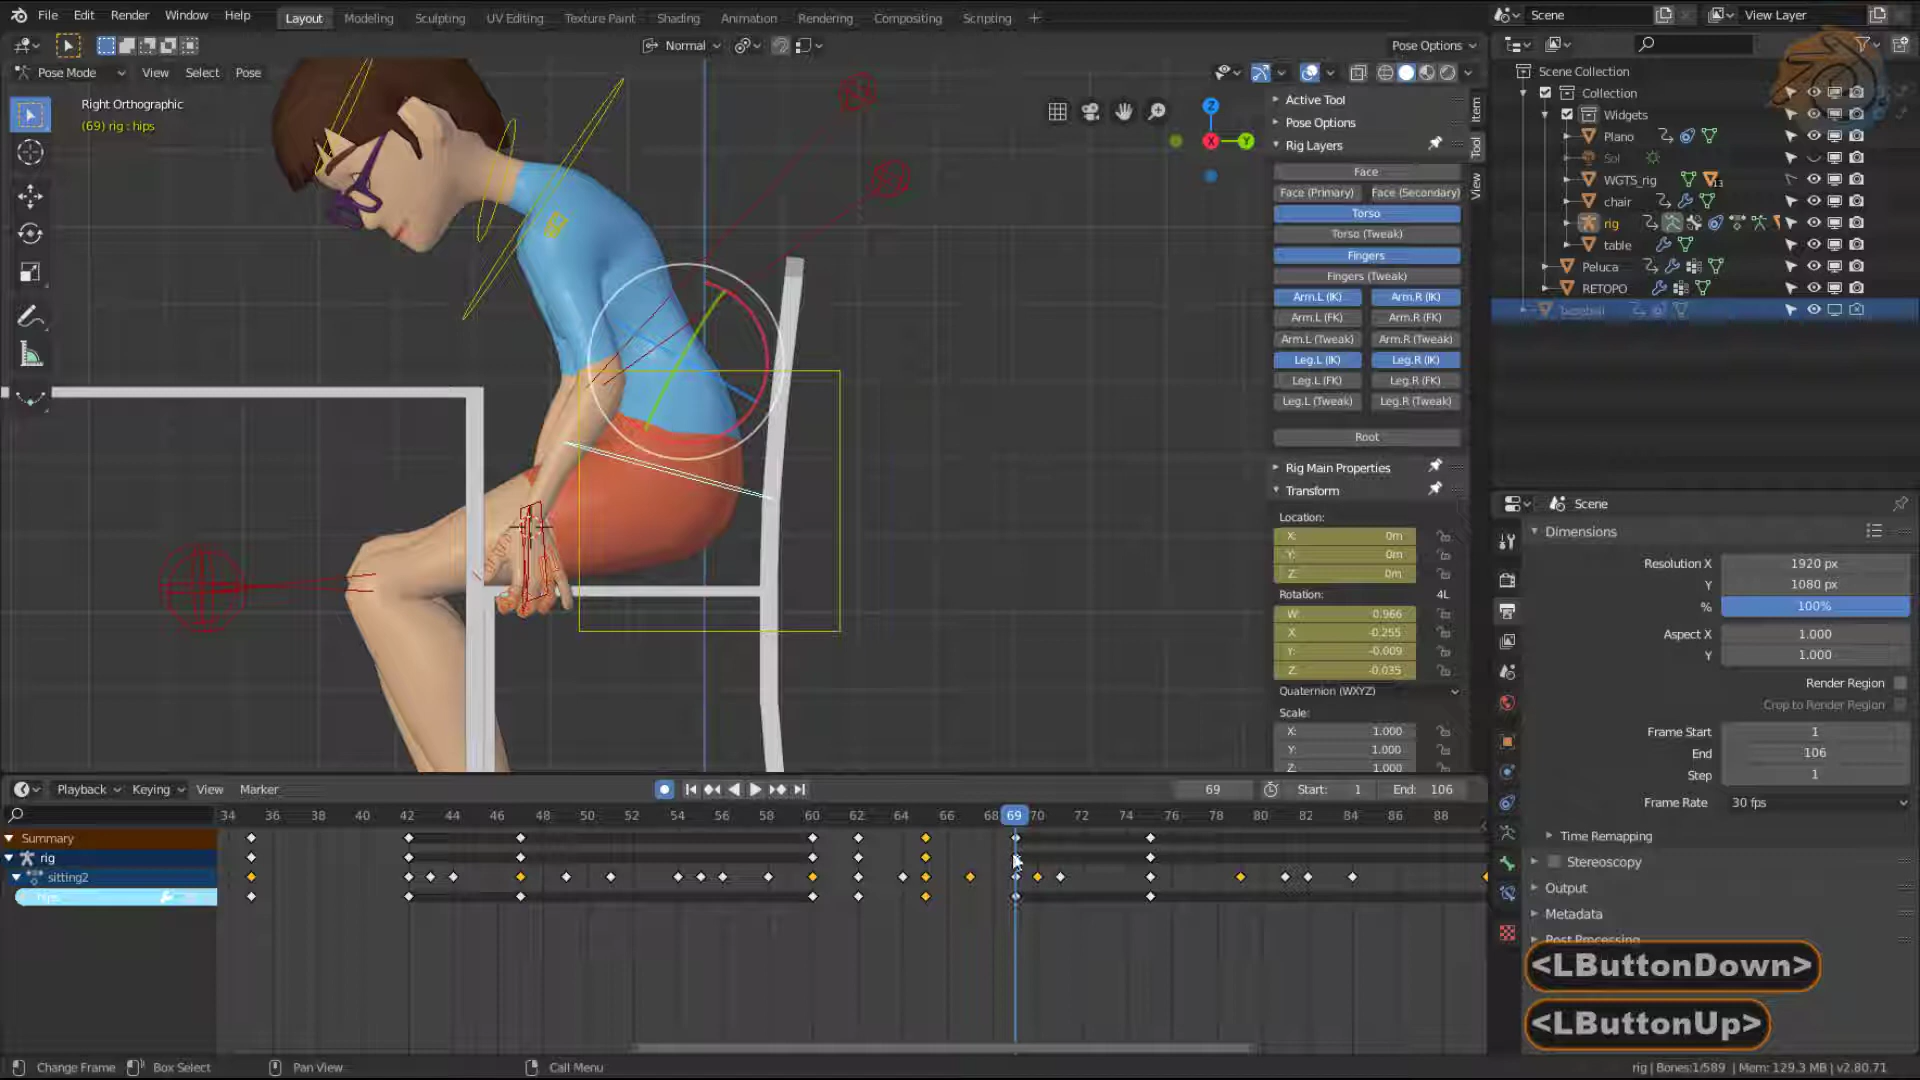 File Edit Render Window Help Layout Modeling Sculpting UV Editing Texture Paint Shading Animation Rendering Compositing Scripting + Scene View Layer
Normal Pose Options
Pose Mode View Select Pose
Right Orthographic
(69) rig : hips
Z
X
Y
Item
Tool
View
Active Tool
Pose Options
Rig Layers
Face
Face (Primary) Face (Secondary)
Torso
Torso (Tweak)
Fingers
Fingers (Tweak)
Arm.L (IK) Arm.R (IK)
Arm.L (FK) Arm.R (FK)
Arm.L (Tweak) Arm.R (Tweak)
Leg.L (IK) Leg.R (IK)
Leg.L (FK) Leg.R (FK)
Leg.L (Tweak) Leg.R (Tweak)
Root
Rig Main Properties
Transform
Location:
X: 0m
Y: 0m
Z: 0m
Rotation: 4L
W: 0.966
X -0.255
Y: -0.009
Z: -0.035
Quaternion (WXYZ)
Scale:
X: 1.000
Y: 1.000
Z: 1.000
Scene Collection
Collection
Widgets
Plano
Sol
WGTS_rig 13
chair
rig
table
Peluca
RETOPO
Scene
Dimensions
Resolution X 1920 px
Y 1080 px
% 100%
Aspect X 1.000
Y 1.000
Render Region
Crop to Render Region
Frame Start 1
End 106
Step 1
Frame Rate 30 fps
Time Remapping
Stereoscopy
Output
Metadata
Post Processing
<LButtonDown>
<LButtonUp>
Playback Keying View Marker 69 Start: 1 End: 106
34 36 38 40 42 44 46 48 50 52 54 56 58 60 62 64 66 68 69 70 72 74 76 78 80 82 84 86 88
Summary
rig
sitting2
Change Frame Box Select Pan View Call Menu rig | Bones:1/589 | Mem: 129.3 MB | v2.80.71